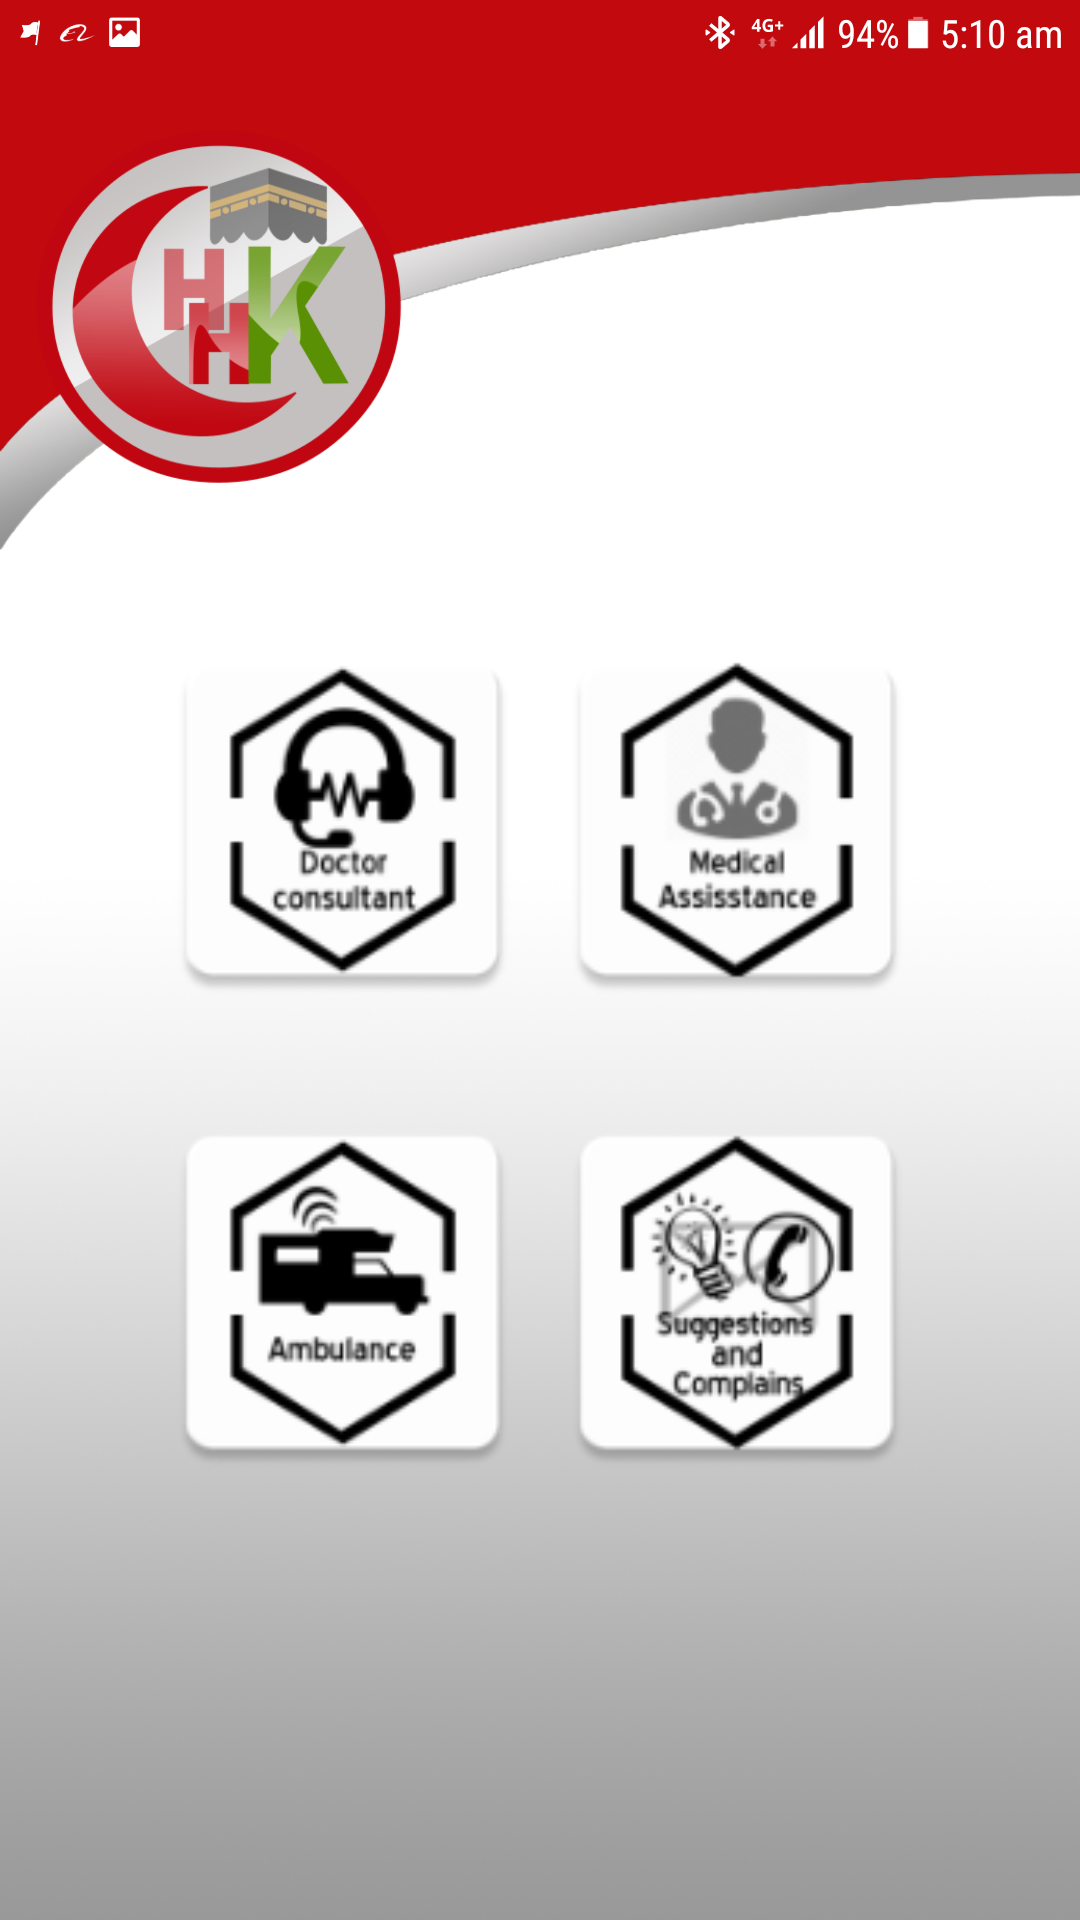 4G+ 94% 5:10 am
HHK
Doctor
consultant
Medical
Assisstance
Ambulance
Suggestions
and
Complains